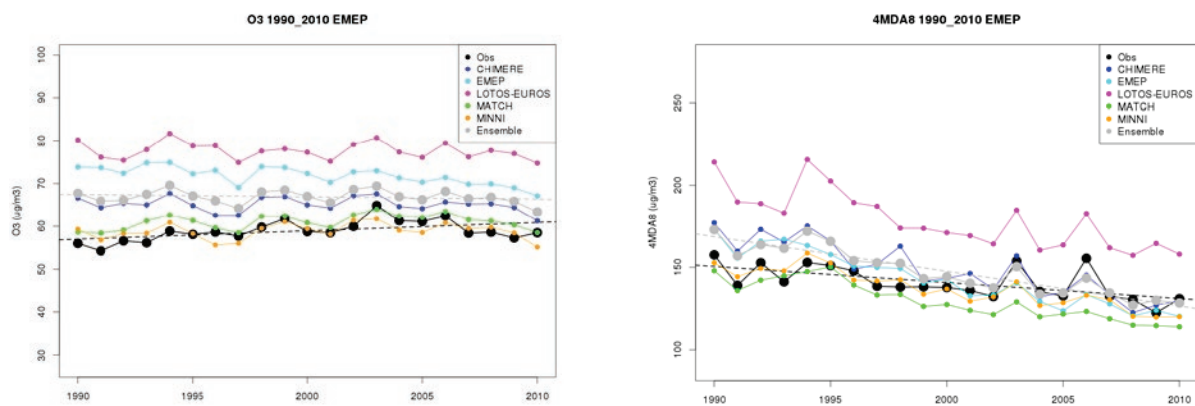 O3 1990_2010 EMEP
O3 (ug/m3)
100
90
80
70
60
50
40
30
1990
1995
2000
2005
2010
Obs
CHIMERE
EMEP
LOTOS-EUROS
MATCH
MINNI
Ensemble
4MDA8 1990_2010 EMEP
4MDA8 (ug/m3)
250
200
150
100
1990
1995
2000
2005
2010
Obs
CHIMERE
EMEP
LOTOS-EUROS
MATCH
MINNI
Ensemble